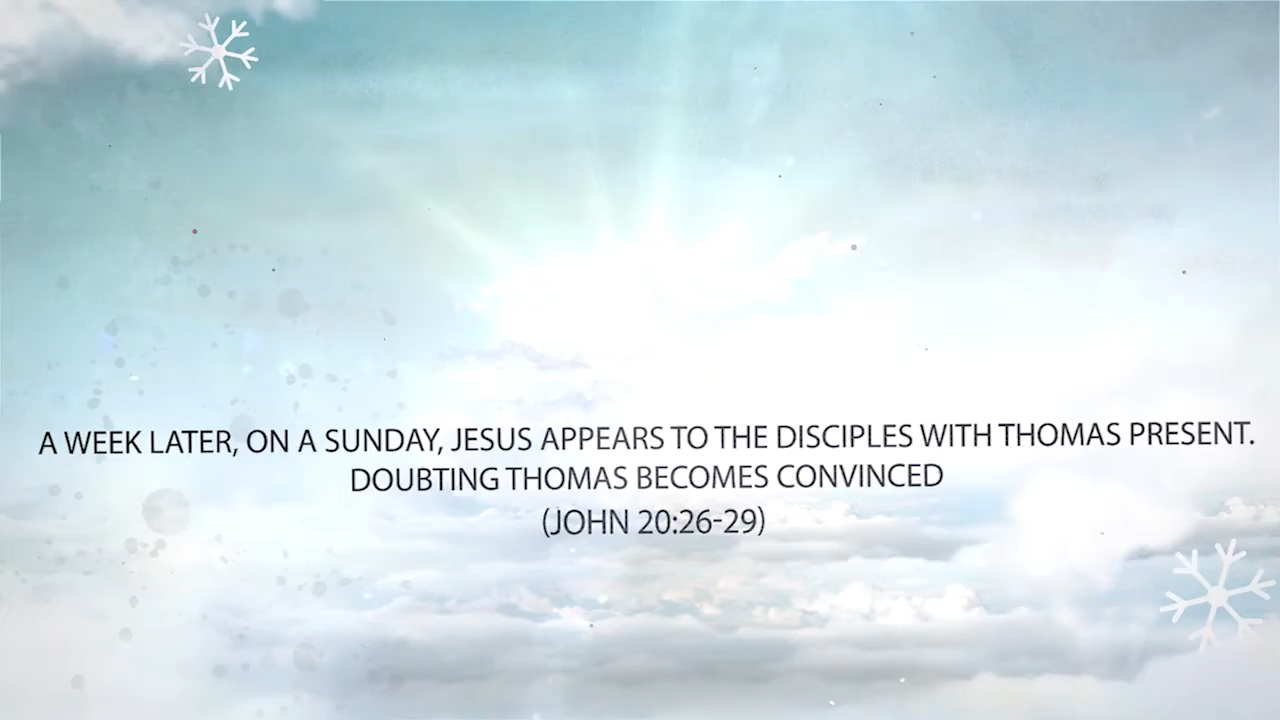 A WEEK LATER, ON A SUNDAY, JESUS APPEARS TO THE DISCIPLES WITH THOMAS PRESENT.
DOUBTING THOMAS BECOMES CONVINCED
(JOHN 20:26-29)